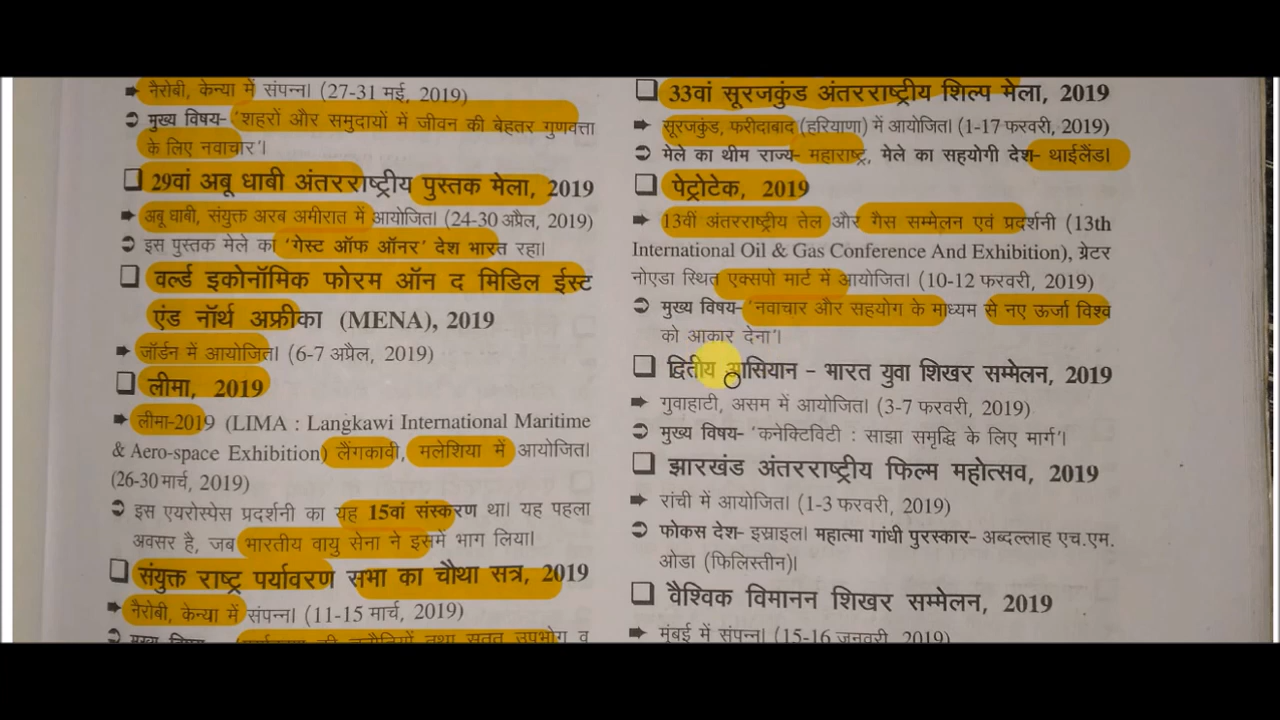 ➡ नैरोबी, केन्या में संपन्न। (27-31 मई, 2019)
➲ मुख्य विषय- 'शहरों और समुदायों में जीवन की बेहतर गुणवत्ता
के लिए नवाचार'।
❑ 29वां अबू धाबी अंतरराष्ट्रीय पुस्तक मेला, 2019
➡ अबू धाबी, संयुक्त अरब अमीरात में आयोजित। (24-30 अप्रैल, 2019)
➲ इस पुस्तक मेले का 'गेस्ट ऑफ ऑनर' देश भारत रहा।
❑ वर्ल्ड इकोनॉमिक फोरम ऑन द मिडिल ईस्ट
एंड नॉर्थ अफ्रीका (MENA), 2019
➡ जॉर्डन में आयोजित। (6-7 अप्रैल, 2019)
❑ लीमा, 2019
➡ लीमा-2019 (LIMA : Langkawi International Maritime
& Aero-space Exhibition) लैंगकावी, मलेशिया में आयोजित।
(26-30 मार्च, 2019)
➲ इस एयरोस्पेस प्रदर्शनी का यह 15वां संस्करण था। यह पहला
अवसर है, जब भारतीय वायु सेना ने इसमें भाग लिया।
❑ संयुक्त राष्ट्र पर्यावरण सभा का चौथा सत्र, 2019
➡ नैरोबी, केन्या में संपन्न। (11-15 मार्च, 2019)
➲ मुख्य विषय- 'पर्यावरण की चुनौतियों तथा सतत उपभोग व
❑ 33वां सूरजकुंड अंतरराष्ट्रीय शिल्प मेला, 2019
➡ सूरजकुंड, फरीदाबाद (हरियाणा) में आयोजित। (1-17 फरवरी, 2019)
➲ मेले का थीम राज्य- महाराष्ट्र, मेले का सहयोगी देश- थाईलैंड।
❑ पेट्रोटेक, 2019
➡ 13वीं अंतरराष्ट्रीय तेल और गैस सम्मेलन एवं प्रदर्शनी (13th
International Oil & Gas Conference And Exhibition), ग्रेटर
नोएडा स्थित एक्सपो मार्ट में आयोजित। (10-12 फरवरी, 2019)
➲ मुख्य विषय- 'नवाचार और सहयोग के माध्यम से नए ऊर्जा विश्व
को आकार देना'।
❑ द्वितीय आसियान - भारत युवा शिखर सम्मेलन, 2019
➡ गुवाहाटी, असम में आयोजित। (3-7 फरवरी, 2019)
➲ मुख्य विषय- 'कनेक्टिविटी : साझा समृद्धि के लिए मार्ग'।
❑ झारखंड अंतरराष्ट्रीय फिल्म महोत्सव, 2019
➡ रांची में आयोजित। (1-3 फरवरी, 2019)
➲ फोकस देश- इस्राइल। महात्मा गांधी पुरस्कार- अब्दल्लाह एच.एम.
ओडा (फिलिस्तीन)।
❑ वैश्विक विमानन शिखर सम्मेलन, 2019
➡ मुंबई में संपन्न। (15-16 जनवरी, 2019)